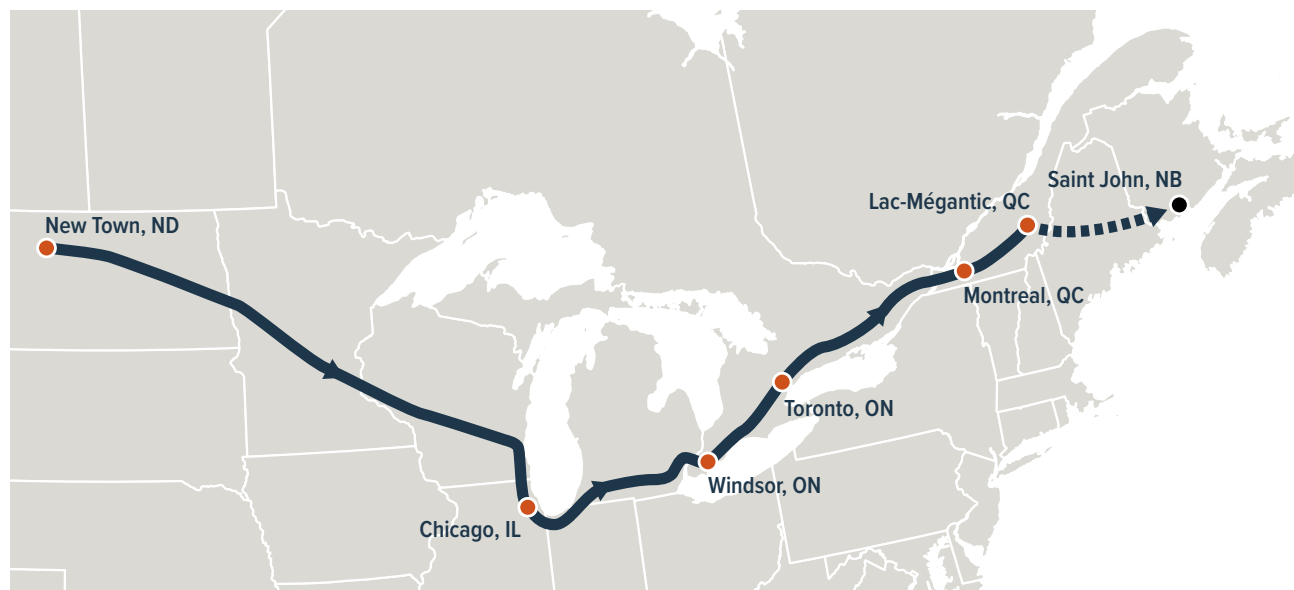 Saint John, NB
Lac-Mégantic, QC
New Town, ND
Montreal, QC
Toronto, ON
Windsor, ON
Chicago, IL